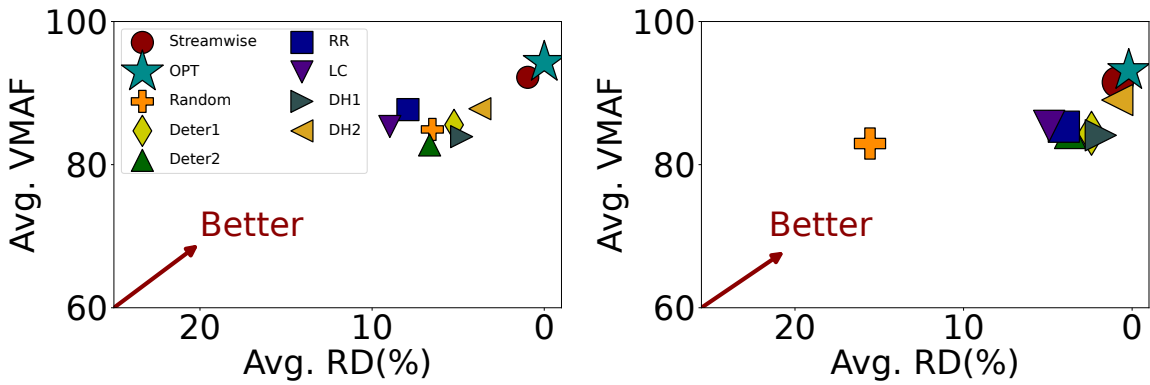 100
80
60
Avg. VMAF
Streamwise
OPT
Random
Deter1
Deter2
RR
LC
DH1
DH2
Better
20
10
0
Avg. RD(%)
100
80
60
Avg. VMAF
Better
20
10
0
Avg. RD(%)